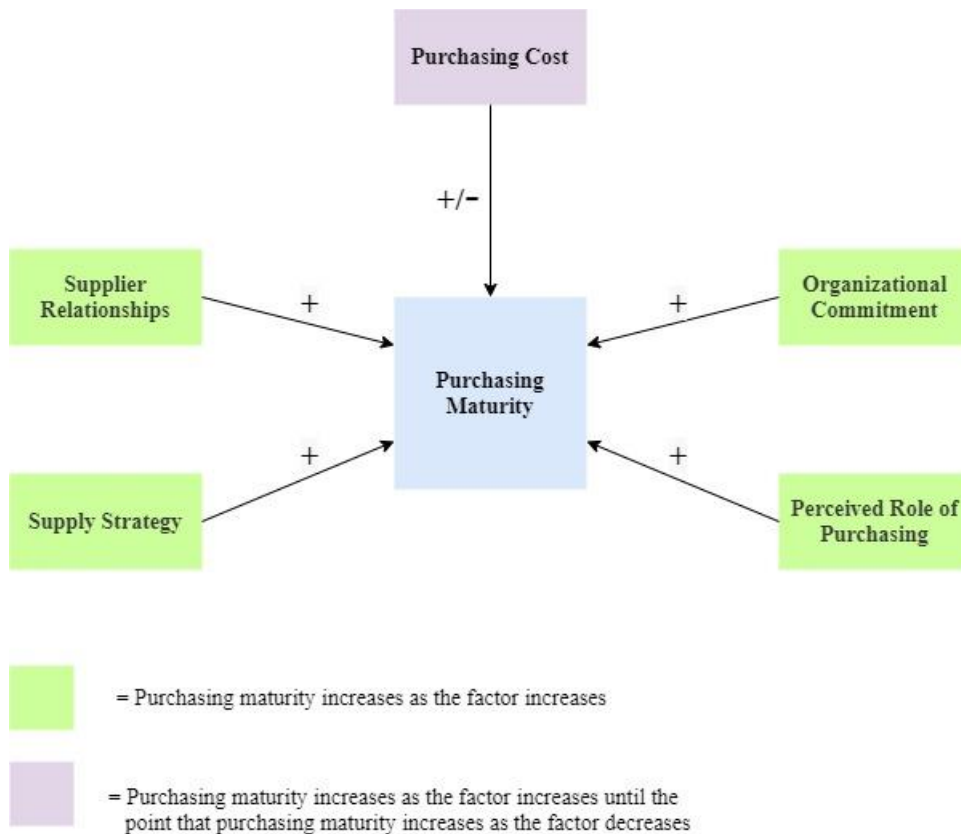 Purchasing Cost
+/-
Supplier
Relationships
+
Organizational
Commitment
+
Purchasing
Maturity
Supply Strategy
+
Perceived Role of
Purchasing
+
= Purchasing maturity increases as the factor increases
= Purchasing maturity increases as the factor increases until the
point that purchasing maturity increases as the factor decreases